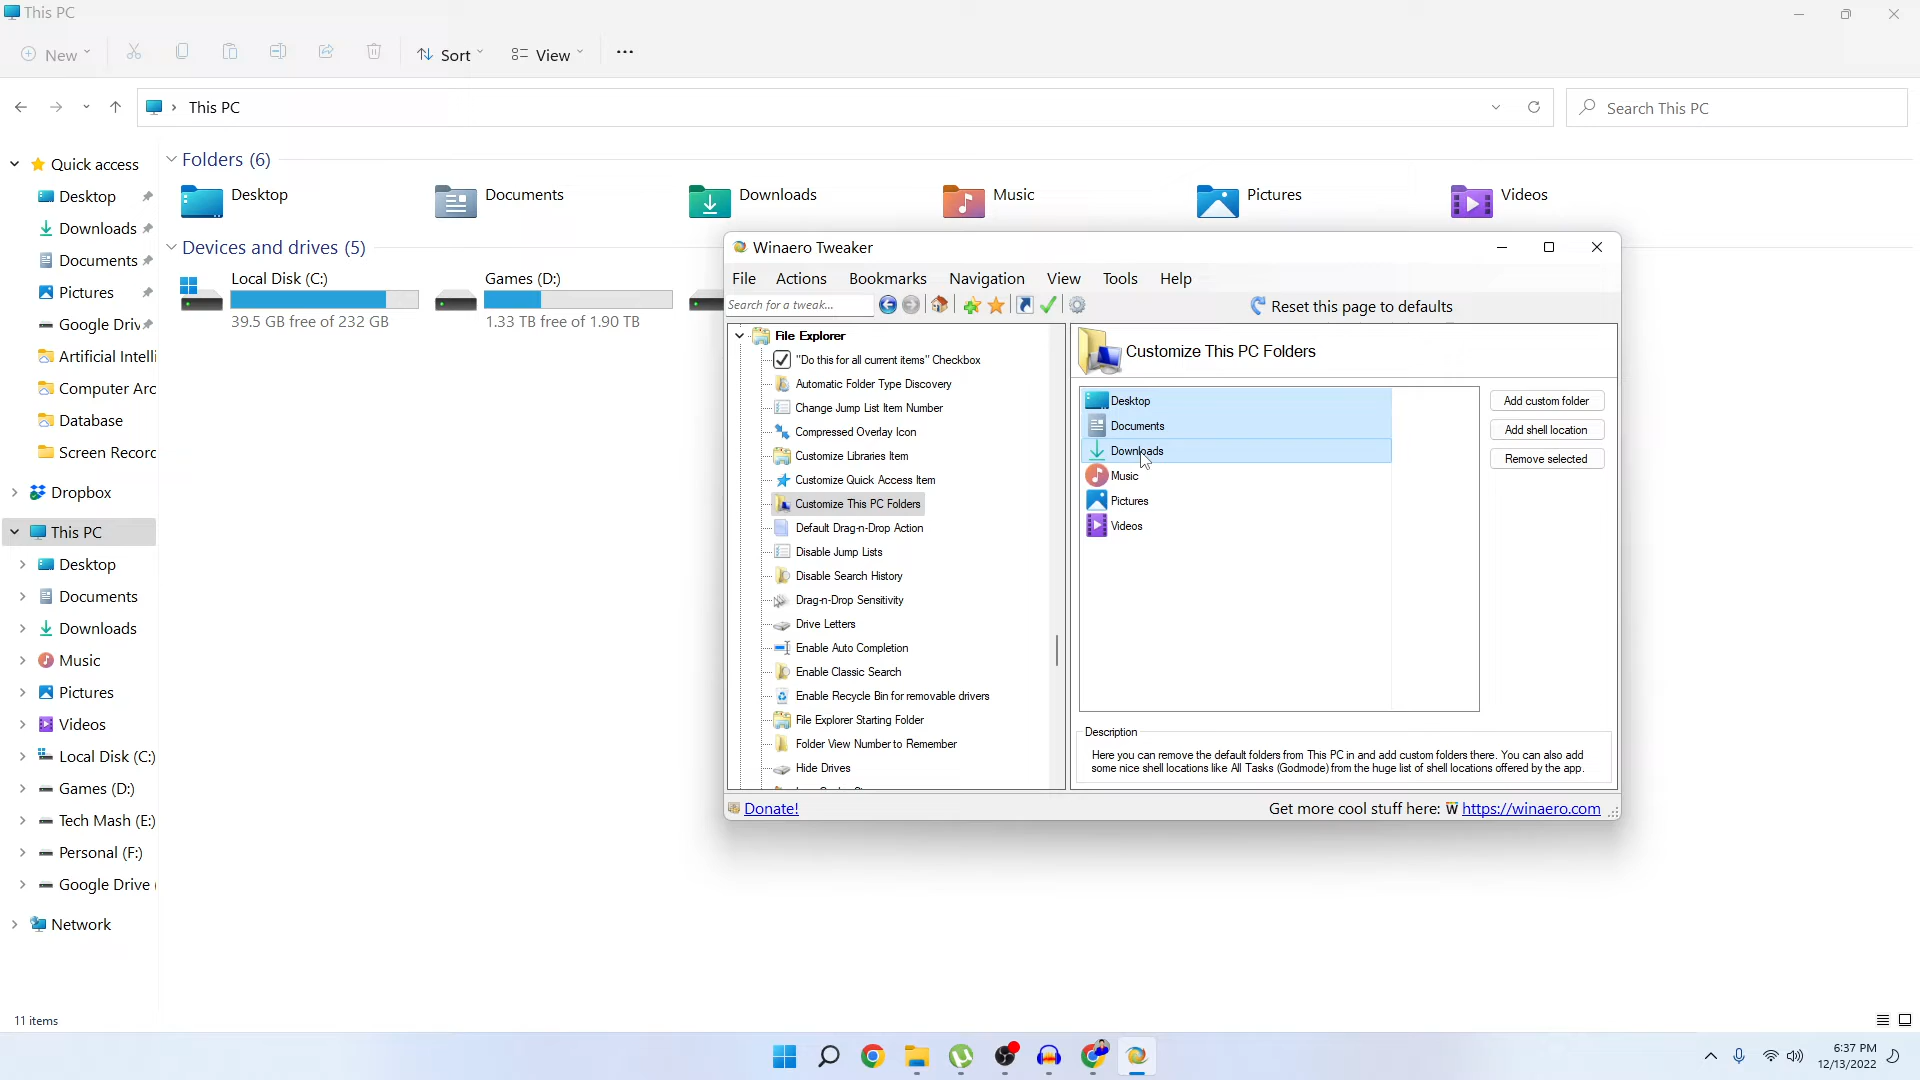 This PC
New
Sort
View
This PC
Search This PC
Quick access
Desktop
Downloads
Documents
Pictures
Google Driv
Artificial Intelli
Computer Arc
Database
Screen Recorc
Dropbox
This PC
Desktop
Documents
Downloads
Music
Pictures
Videos
Local Disk (C:)
Games (D:)
Tech Mash (E:)
Personal (F:)
Google Drive (
Network
11 items
Folders (6)
Desktop
Documents
Downloads
Music
Pictures
Videos
Devices and drives (5)
Local Disk (C:)
39.5 GB free of 232 GB
Games (D:)
1.33 TB free of 1.90 TB
Winaero Tweaker
File Actions Bookmarks Navigation View Tools Help
Search for a tweak...
Reset this page to defaults
File Explorer
"Do this for all current items" Checkbox
Automatic Folder Type Discovery
Change Jump List Item Number
Compressed Overlay Icon
Customize Libraries Item
Customize Quick Access Item
Customize This PC Folders
Default Drag-n-Drop Action
Disable Jump Lists
Disable Search History
Drag-n-Drop Sensitivity
Drive Letters
Enable Auto Completion
Enable Classic Search
Enable Recycle Bin for removable drivers
File Explorer Starting Folder
Folder View Number to Remember
Hide Drives
Customize This PC Folders
Desktop
Documents
Downloads
Music
Pictures
Videos
Add custom folder
Add shell location
Remove selected
Description
Here you can remove the default folders from This PC in and add custom folders there. You can also add
some nice shell locations like All Tasks (Godmode) from the huge list of shell locations offered by the app.
Donate!
Get more cool stuff here: W https://winaero.com
6:37 PM
12/13/2022